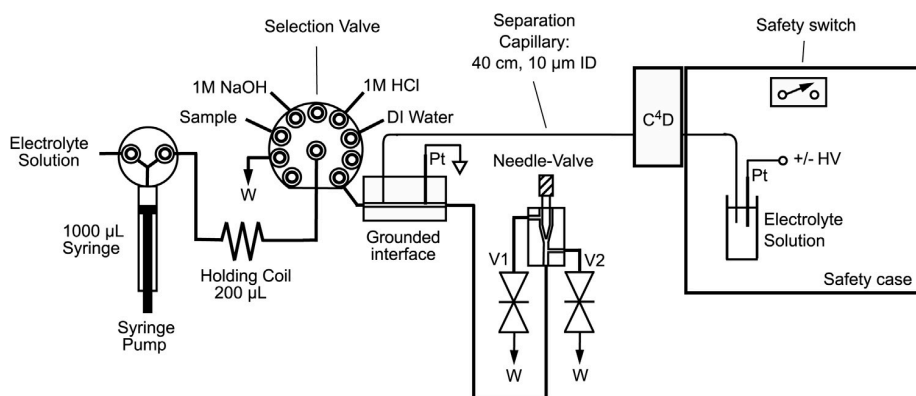 Selection Valve
Separation
Capillary:
40 cm, 10 µm ID
Safety switch
1M NaOH
1M HCl
Sample
DI Water
C⁴D
Electrolyte
Solution
Pt
Needle-Valve
+/- HV
Pt
W
1000 µL
Syringe
Grounded
interface
Electrolyte
Solution
V1
V2
Holding Coil
200 µL
Safety case
Syringe
Pump
W
W